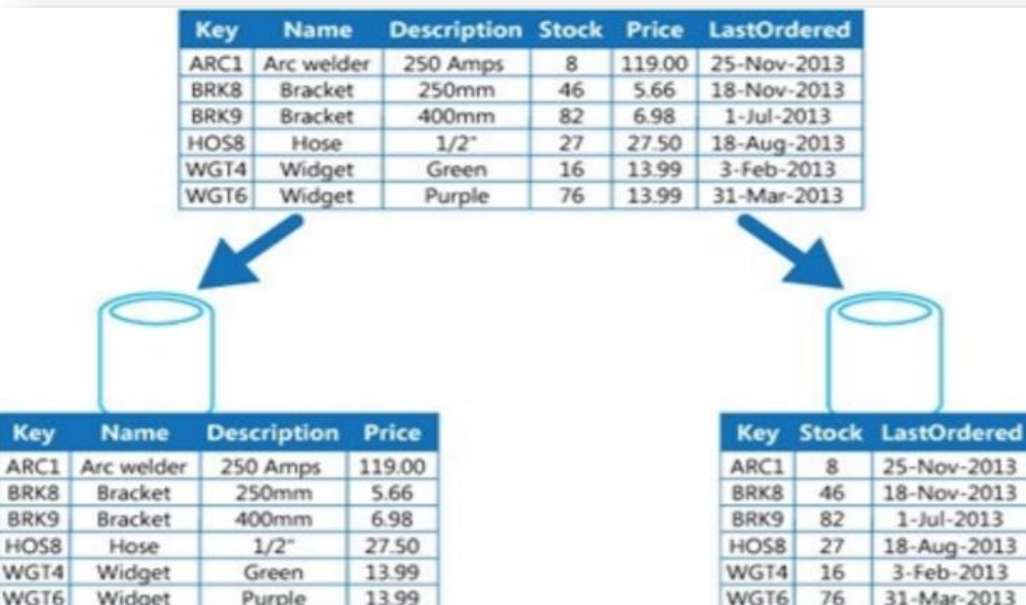 Key Name Description Stock Price LastOrdered
ARC1 Arc welder 250 Amps 8 119.00 25-Nov-2013
BRK8 Bracket 250mm 46 5.66 18-Nov-2013
BRK9 Bracket 400mm 82 6.98 1-Jul-2013
HOS8 Hose 1/2" 27 27.50 18-Aug-2013
WGT4 Widget Green 16 13.99 3-Feb-2013
WGT6 Widget Purple 76 13.99 31-Mar-2013
Key Name Description Price
ARC1 Arc welder 250 Amps 119.00
BRK8 Bracket 250mm 5.66
BRK9 Bracket 400mm 6.98
HOS8 Hose 1/2" 27.50
WGT4 Widget Green 13.99
WGT6 Widget Purple 13.99
Key Stock LastOrdered
ARC1 8 25-Nov-2013
BRK8 46 18-Nov-2013
BRK9 82 1-Jul-2013
HOS8 27 18-Aug-2013
WGT4 16 3-Feb-2013
WGT6 76 31-Mar-2013